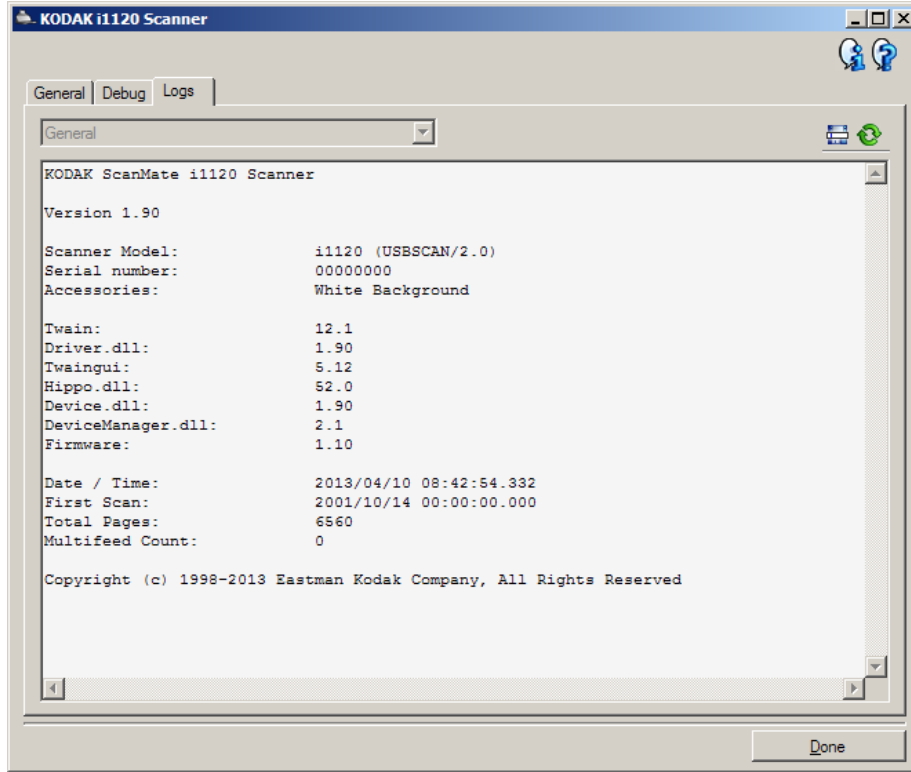 KODAK i1120 Scanner
General Debug Logs
General
KODAK ScanMate i1120 Scanner
Version 1.90
Scanner Model: i1120 (USBSCAN/2.0)
Serial number: 00000000
Accessories: White Background
Twain: 12.1
Driver.dll: 1.90
Twaingui: 5.12
Hippo.dll: 52.0
Device.dll: 1.90
DeviceManager.dll: 2.1
Firmware: 1.10
Date / Time: 2013/04/10 08:42:54.332
First Scan: 2001/10/14 00:00:00.000
Total Pages: 6560
Multifeed Count: 0
Copyright (c) 1998-2013 Eastman Kodak Company, All Rights Reserved
Done